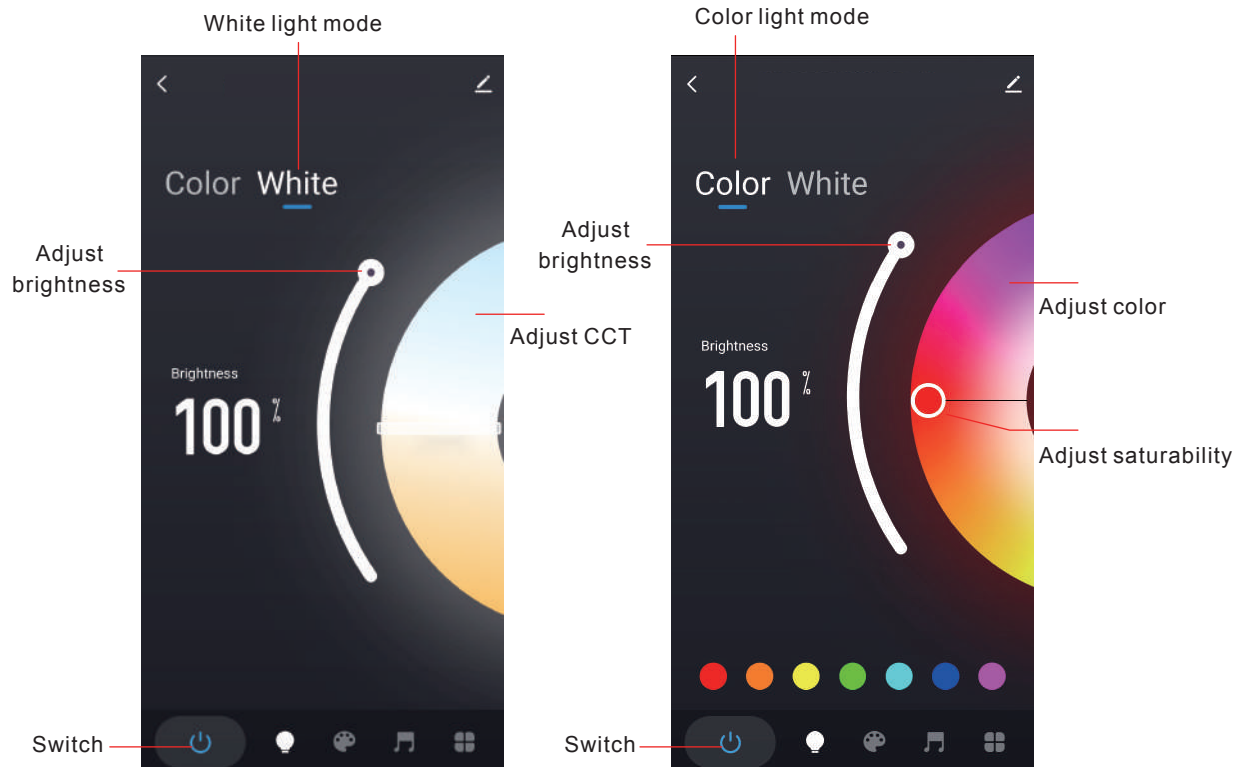 White light mode
Color White
Adjust
brightness
Adjust CCT
Brightness
100 %
Switch
Color light mode
Color White
Adjust
brightness
Adjust color
Brightness
100 %
Adjust saturability
Switch